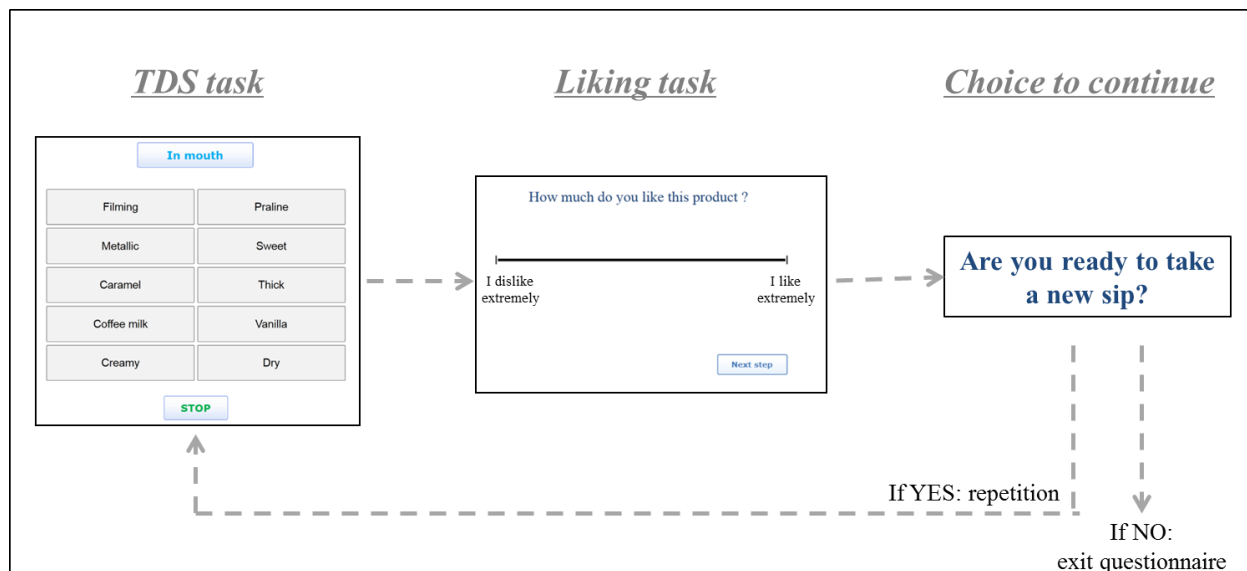 TDS task
Liking task
Choice to continue
In mouth
Filming
Praline
Metallic
Sweet
Caramel
Thick
Coffee milk
Vanilla
Creamy
Dry
STOP
How much do you like this product ?
I dislike
extremely
I like
extremely
Next step
Are you ready to take
a new sip?
If YES: repetition
If NO:
exit questionnaire